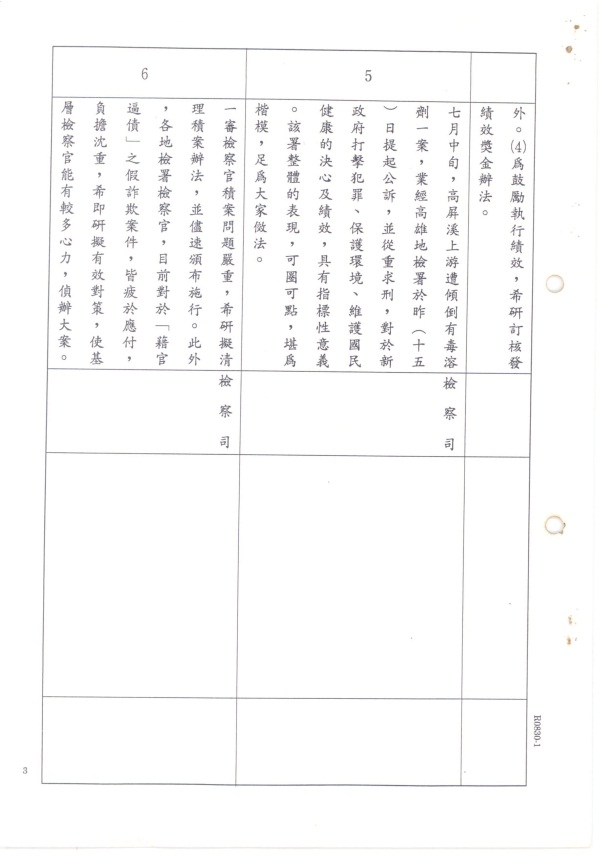 外。⑷為鼓勵執行績效，希研訂核發
績效獎金辦法。
5
七月中旬，高屏溪上游遭傾倒有毒溶
劑一案，業經高雄地檢署於昨（十五
）日提起公訴，並從重求刑，對於新
政府打擊犯罪、保護環境、維護國民
健康的決心及績效，具有指標性意義
。該署整體的表現，可圈可點，堪為
楷模，足為大家做法。
檢察司
6
一審檢察官積案問題嚴重，希研擬清
理積案辦法，並儘速頒布施行。此外
，各地檢署檢察官，目前對於「藉官
逼債」之假詐欺案件，皆疲於應付，
負擔沈重，希即研擬有效對策，使基
層檢察官能有較多心力，偵辦大案。
檢察司
R0830-1
3